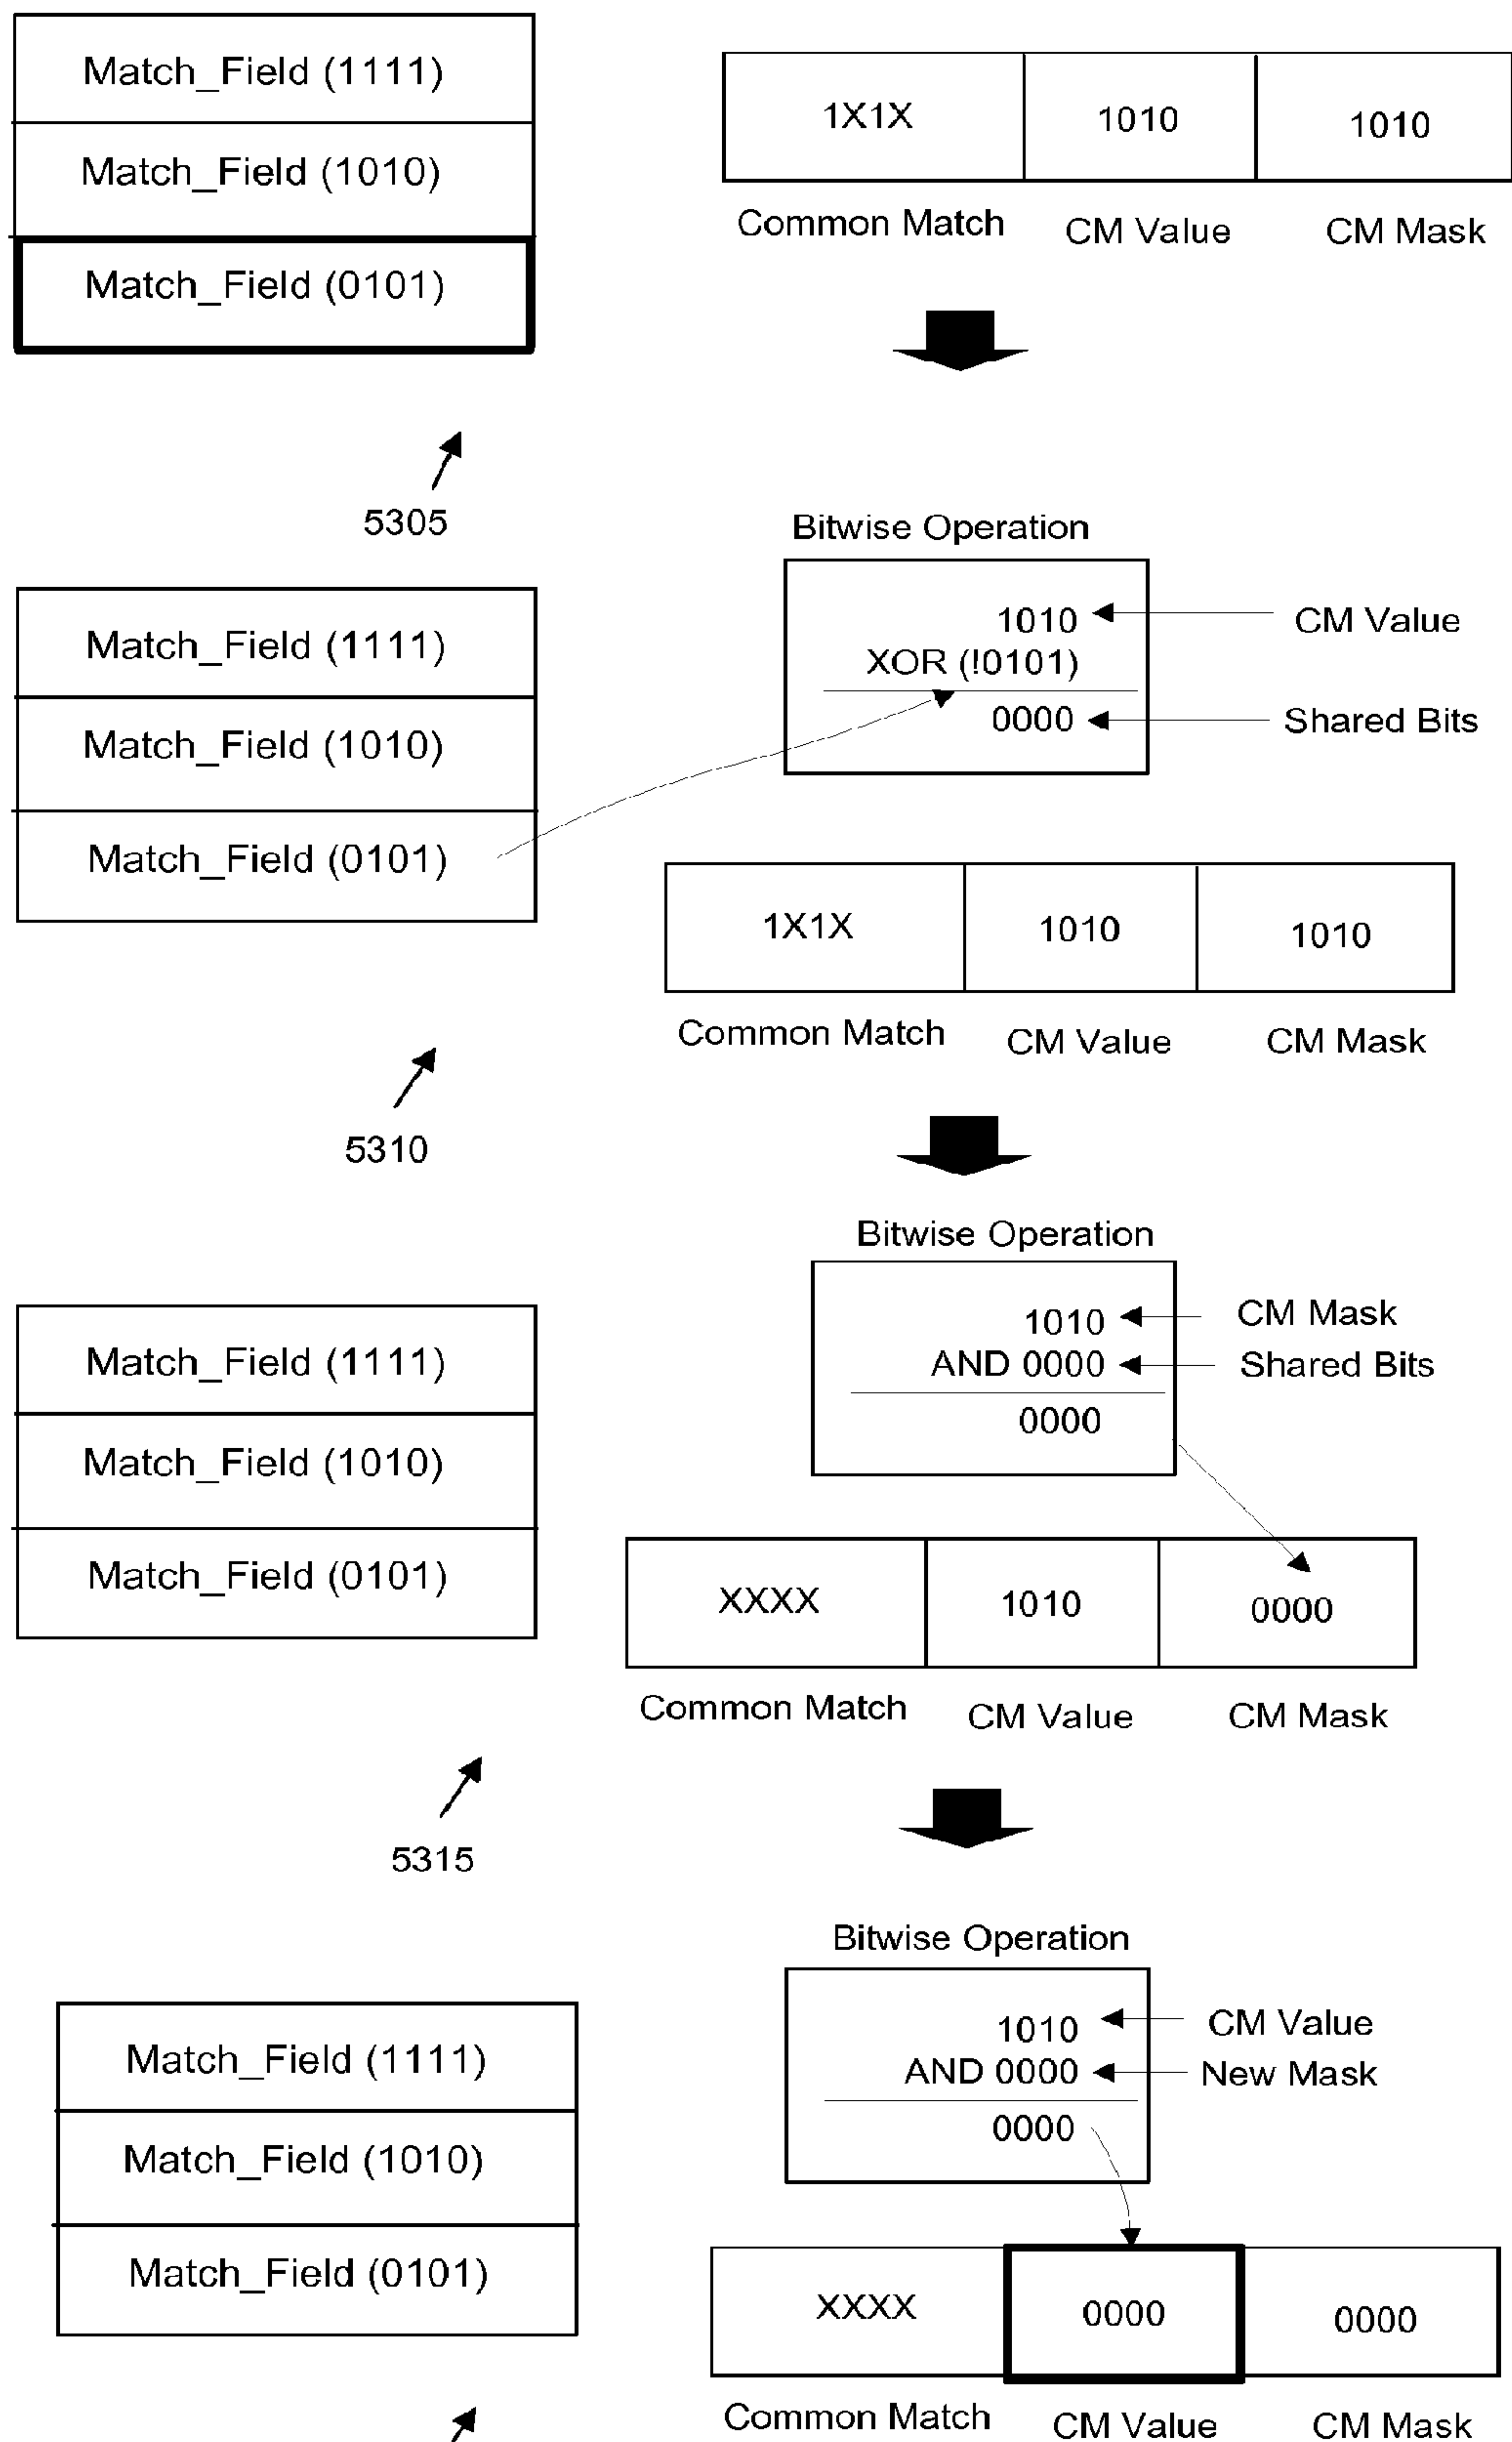 Match_Field (1111)
Match_Field (1010)
Match_Field (0101)
1X1X
1010
1010
Common Match
CM Value
CM Mask
5305
Bitwise Operation
1010
CM Value
XOR (!0101)
0000
Shared Bits
Match_Field (1111)
Match_Field (1010)
Match_Field (0101)
1X1X
1010
1010
Common Match
CM Value
CM Mask
5310
Bitwise Operation
1010
CM Mask
AND 0000
Shared Bits
0000
Match_Field (1111)
Match_Field (1010)
Match_Field (0101)
XXXX
1010
0000
Common Match
CM Value
CM Mask
5315
Bitwise Operation
1010
CM Value
AND 0000
New Mask
0000
Match_Field (1111)
Match_Field (1010)
Match_Field (0101)
XXXX
0000
0000
Common Match
CM Value
CM Mask